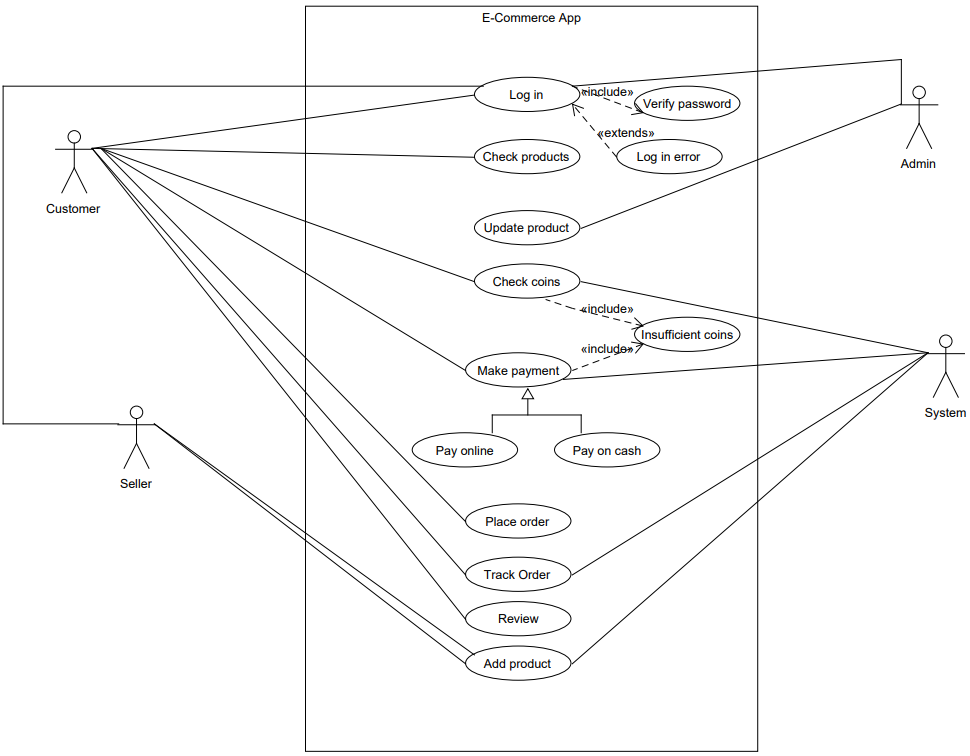 E-Commerce App
Log in
«include»
Verify password
«extends»
Check products
Log in error
Admin
Customer
Update product
Check coins
«include»
Insufficient coins
«include»
Make payment
System
Pay online
Pay on cash
Seller
Place order
Track Order
Review
Add product